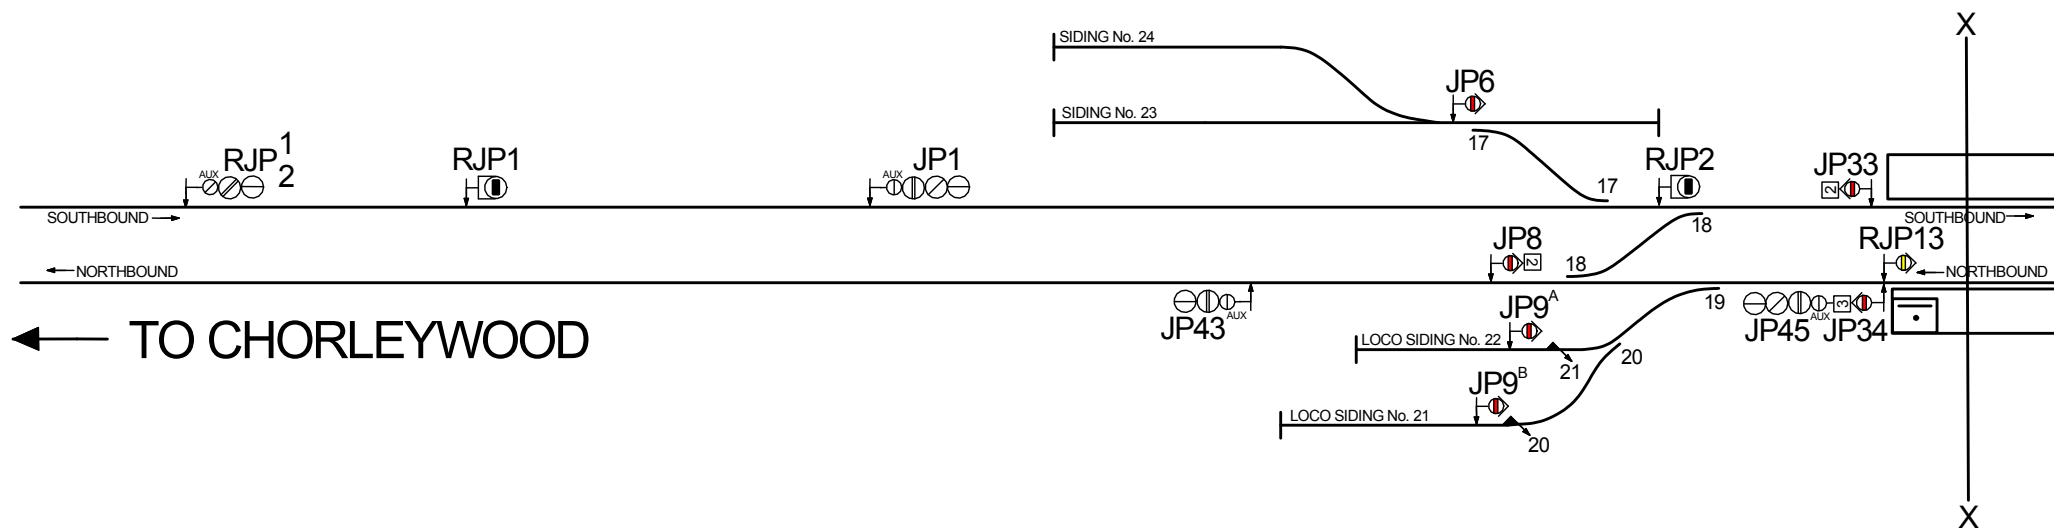 X
SIDING No. 24
JP6
SIDING No. 23
17
RJP 1
2
AUX
RJP1
JP1
AUX
17
RJP2
JP33
2
SOUTHBOUND
SOUTHBOUND
18
JP8
2
18
RJP13
NORTHBOUND
NORTHBOUND
JP43
AUX
19
JP45
AUX
3
JP34
JP9A
LOCO SIDING No. 22
21
20
TO CHORLEYWOOD
JP9B
LOCO SIDING No. 21
20
X